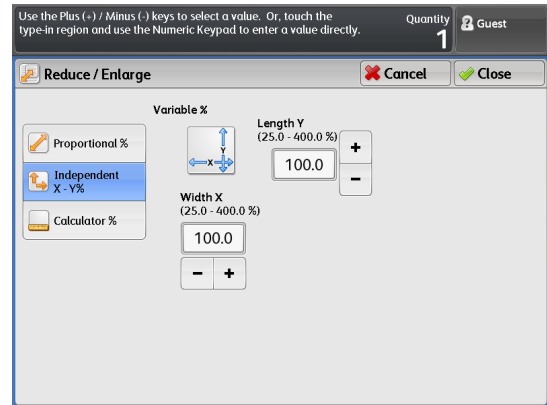 Use the Plus (+) / Minus (-) keys to select a value. Or, touch the
type-in region and use the Numeric Keypad to enter a value directly.
Quantity
1
Guest
Reduce / Enlarge
Cancel
Close
Variable %
Proportional %
Independent
X - Y%
Calculator %
Y
X
Length Y
(25.0 - 400.0 %)
100.0
+
-
Width X
(25.0 - 400.0 %)
100.0
- +